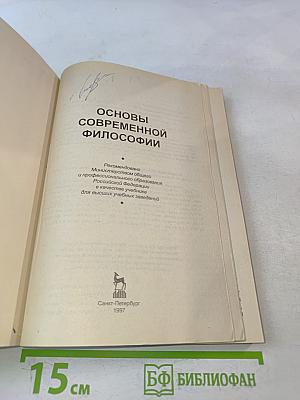 ОСНОВЫ
СОВРЕМЕННОЙ
ФИЛОСОФИИ
Рекомендовано
Министерством общего
и профессионального образования
Российской Федерации
в качестве учебника
для высших учебных заведений
Санкт-Петербург
1997
15 см
БФ БИБЛИОФАН